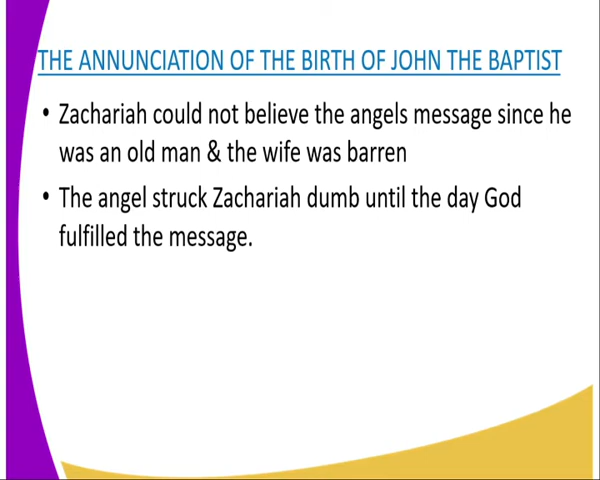 THE ANNUNCIATION OF THE BIRTH OF JOHN THE BAPTIST
• Zachariah could not believe the angels message since he
was an old man & the wife was barren
• The angel struck Zachariah dumb until the day God
fulfilled the message.